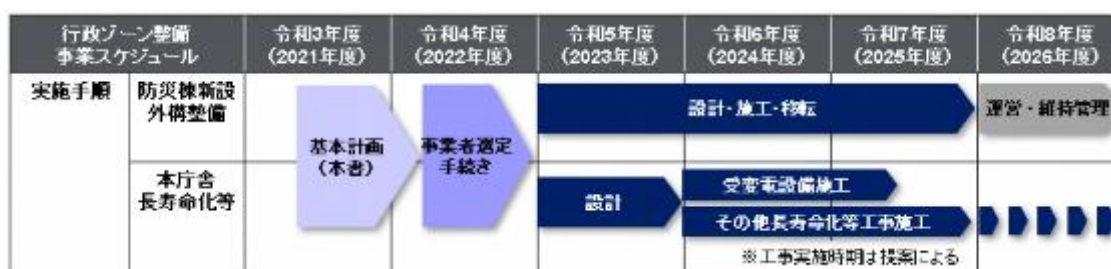 行政ゾーン整備
事業スケジュール
令和3年度
(2021年度)
令和4年度
(2022年度)
令和5年度
(2023年度)
令和6年度
(2024年度)
令和7年度
(2025年度)
令和8年度
(2026年度)
実施手順
防災棟新設
外構整備
基本計画
(本書)
事業者選定
手続き
設計・施工・移転
運営・維持管理
本庁舎
長寿命化等
設計
受変電設備施工
その他長寿命化等工事施工
※工事実施時期は提案による